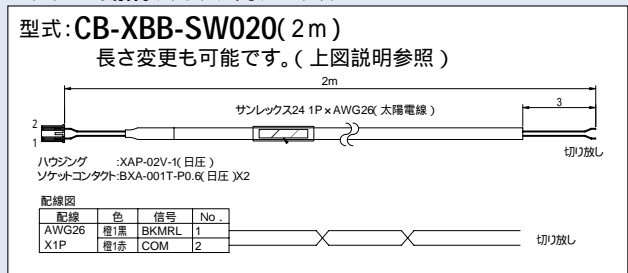 型式:CB-XBB-SW020(2m)
長さ変更も可能です。(上図説明参照)
2m
サンレックス24 1P×AWG26(太陽電線)
3
2
1
切り放し
ハウジング :XAP-02V-1(日圧)
ソケットコンタクト:BXA-001T-P0.6(日圧)X2
配線図
配線 色 信号 No.
AWG26 橙1黒 BKMRL 1
X1P 橙1赤 COM 2
切り放し